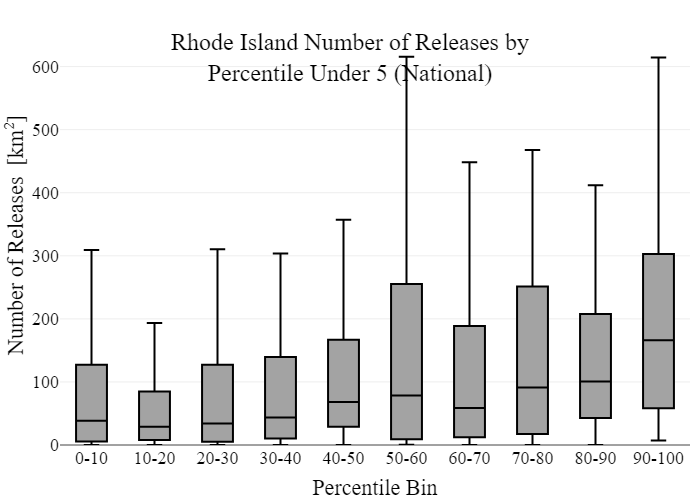 Rhode Island Number of Releases by
Percentile Under 5 (National)
Number of Releases [km²]
600
500
400
300
200
100
0
0-10 10-20 20-30 30-40 40-50 50-60 60-70 70-80 80-90 90-100
Percentile Bin